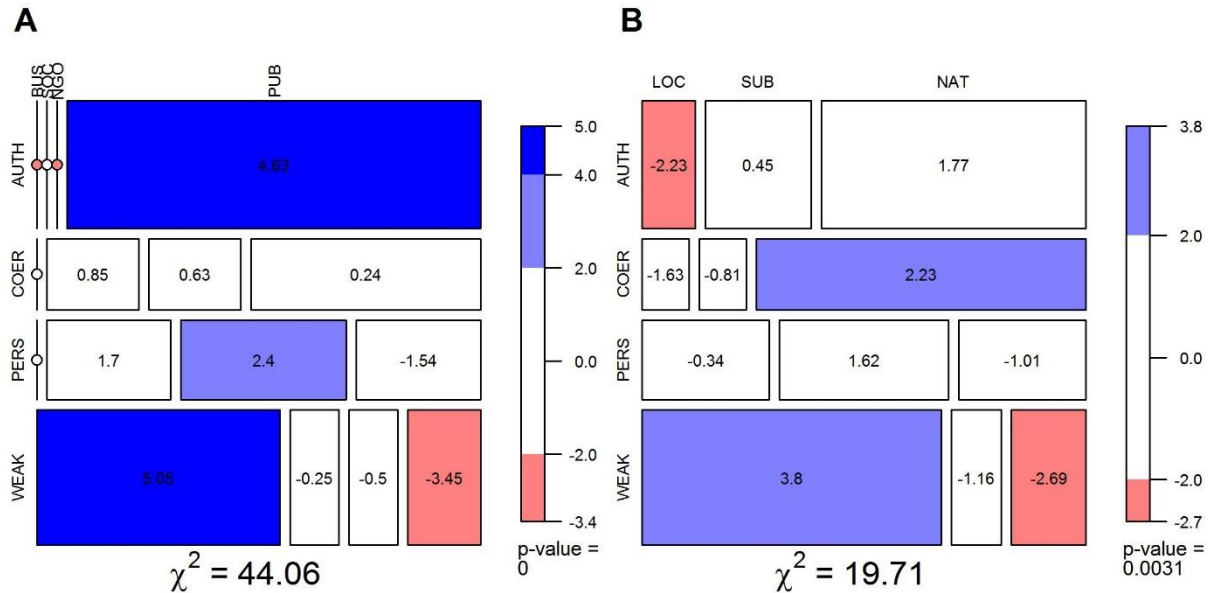 A
BUS
SOC
NGO
PUB
AUTH
4.63
COER
0.85
0.63
0.24
PERS
1.7
2.4
-1.54
WEAK
5.05
-0.25
-0.5
-3.45
χ² = 44.06
5.0
4.0
2.0
0.0
-2.0
-3.4
p-value =
0
B
LOC SUB NAT
AUTH
-2.23
0.45
1.77
COER
-1.63
-0.81
2.23
PERS
-0.34
1.62
-1.01
WEAK
3.8
-1.16
-2.69
χ² = 19.71
3.8
2.0
0.0
-2.0
-2.7
p-value =
0.0031